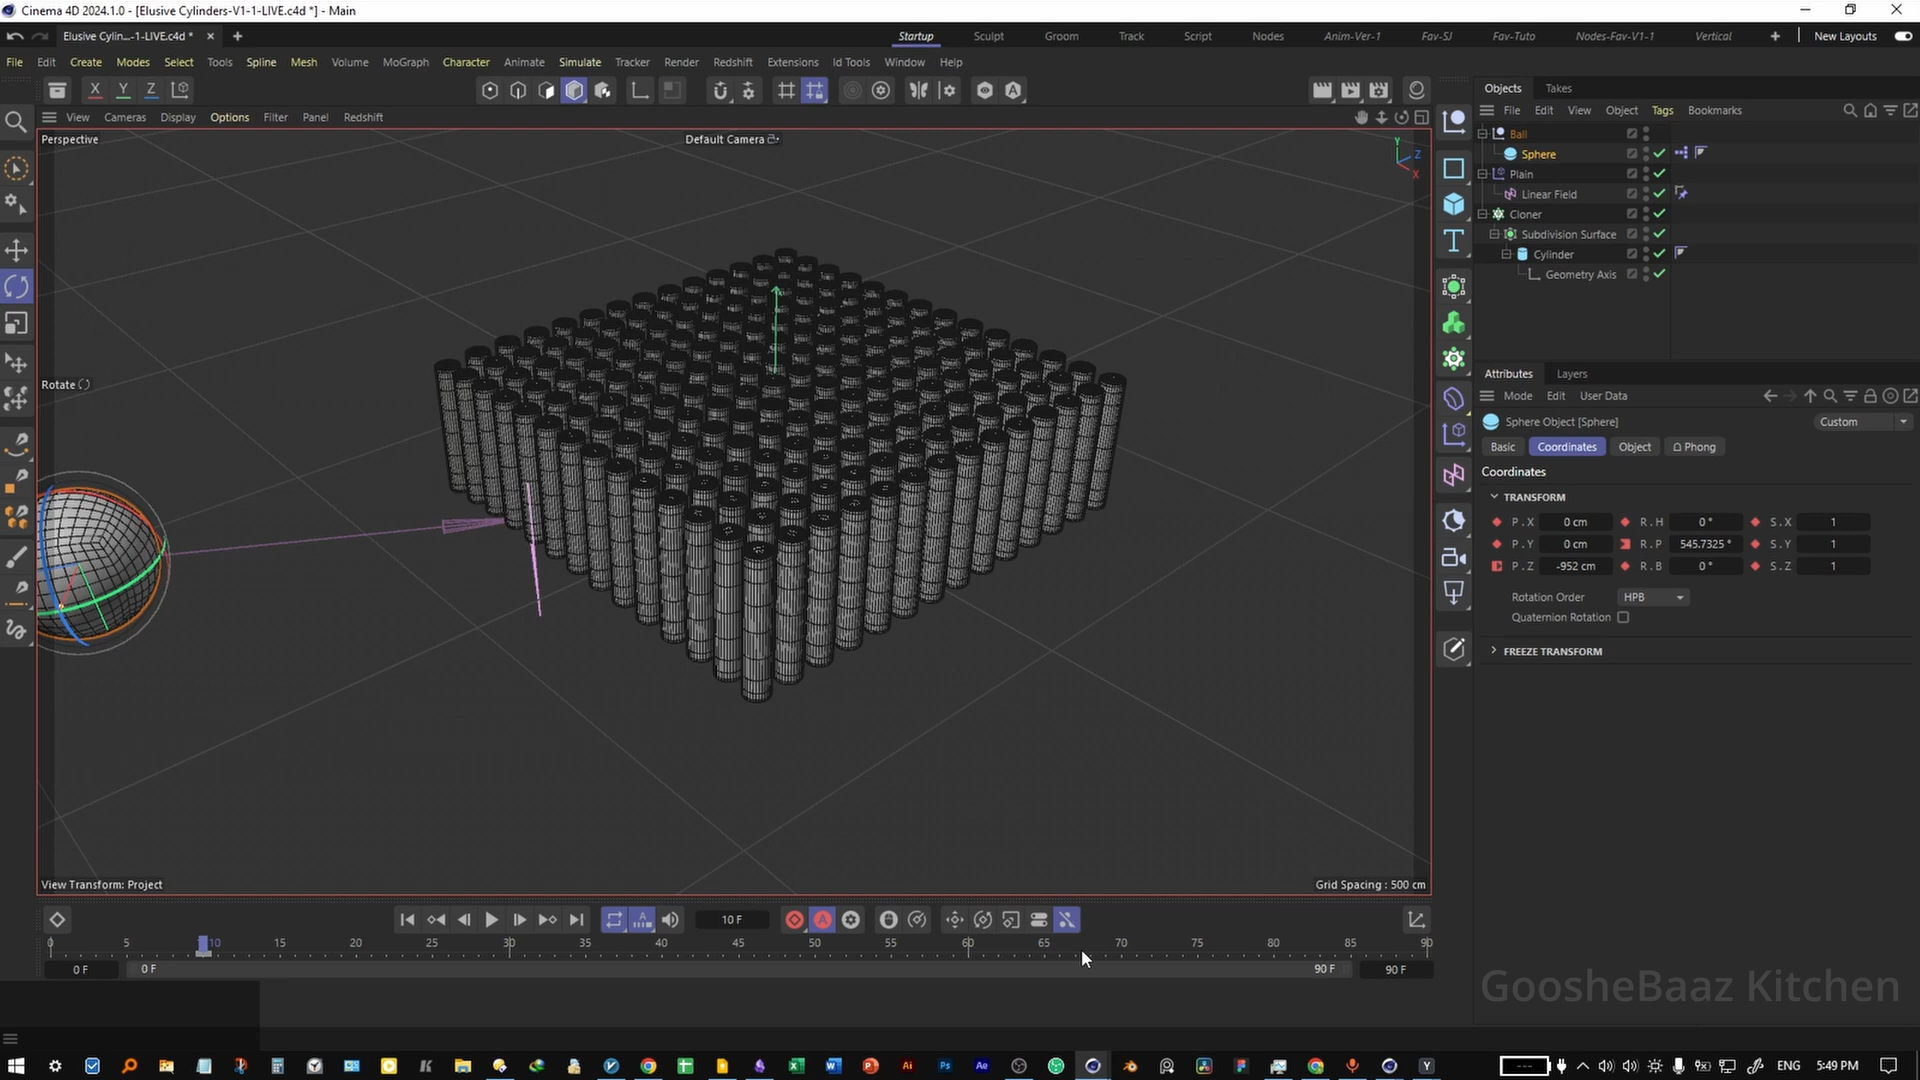 Cinema 4D 2024.1.0 - [Elusive Cylinders-V1-1-LIVE.c4d *] - Main
Elusive Cylin...-1-LIVE.c4d *
Startup Sculpt Groom Track Script Nodes Anim-Ver-1 Fav-SJ Fav-Tuto Nodes-Fav-V1-1 Vertical New Layouts
File Edit Create Modes Select Tools Spline Mesh Volume MoGraph Character Animate Simulate Tracker Render Redshift Extensions Id Tools Window Help
X Y Z
Objects Takes
File Edit View Object Tags Bookmarks
View Cameras Display Options Filter Panel Redshift
Perspective
Default Camera
Y
Z
X
Ball
Sphere
Plain
Linear Field
Cloner
Subdivision Surface
Cylinder
Geometry Axis
Rotate
Attributes Layers
Mode Edit User Data
Sphere Object [Sphere]
Custom
Basic Coordinates Object Phong
Coordinates
TRANSFORM
P . X 0 cm R . H 0 ° S . X 1
P . Y 0 cm R . P 545.7325 ° S . Y 1
P . Z -952 cm R . B 0 ° S . Z 1
Rotation Order HPB
Quaternion Rotation
FREEZE TRANSFORM
View Transform: Project
Grid Spacing : 500 cm
10 F
0 5 10 15 20 25 30 35 40 45 50 55 60 65 70 75 80 85 90
0 F 0 F 90 F 90 F
GoosheBaaz Kitchen
ENG 5:49 PM